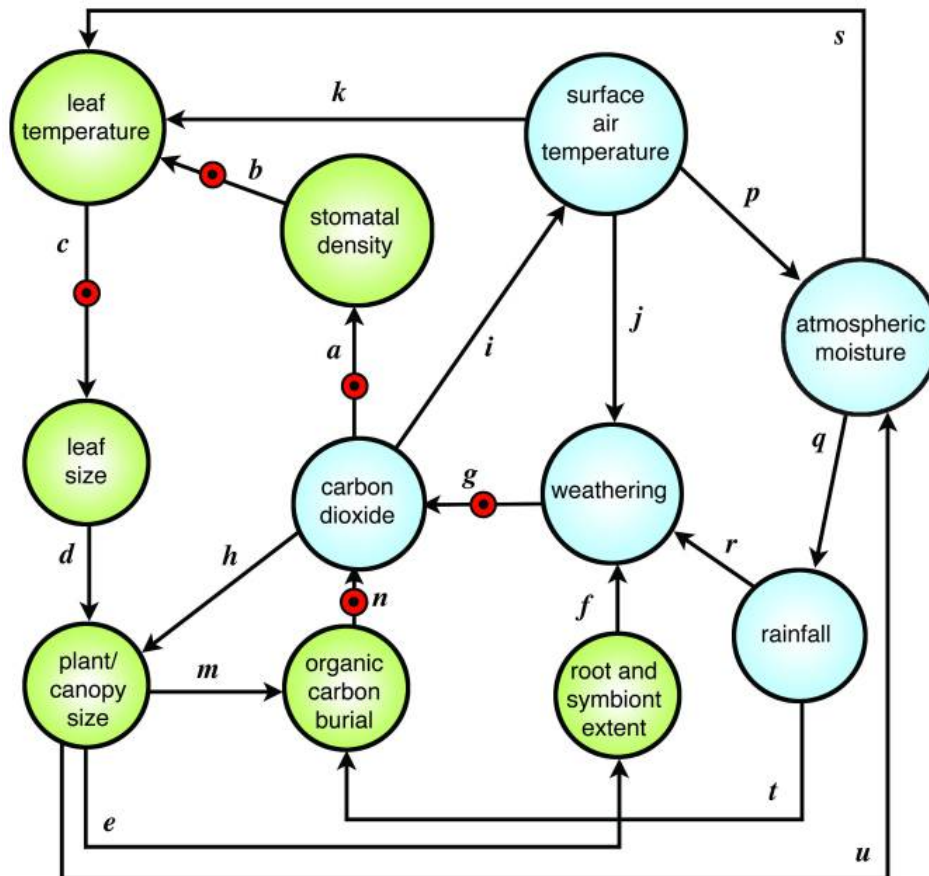 s
leaf
temperature
k
surface
air
temperature
b
p
stomatal
density
c
a
i
j
atmospheric
moisture
leaf
size
g
q
carbon
dioxide
weathering
d
h
n
f
r
plant/
canopy
size
m
organic
carbon
burial
root and
symbiont
extent
rainfall
e
t
u